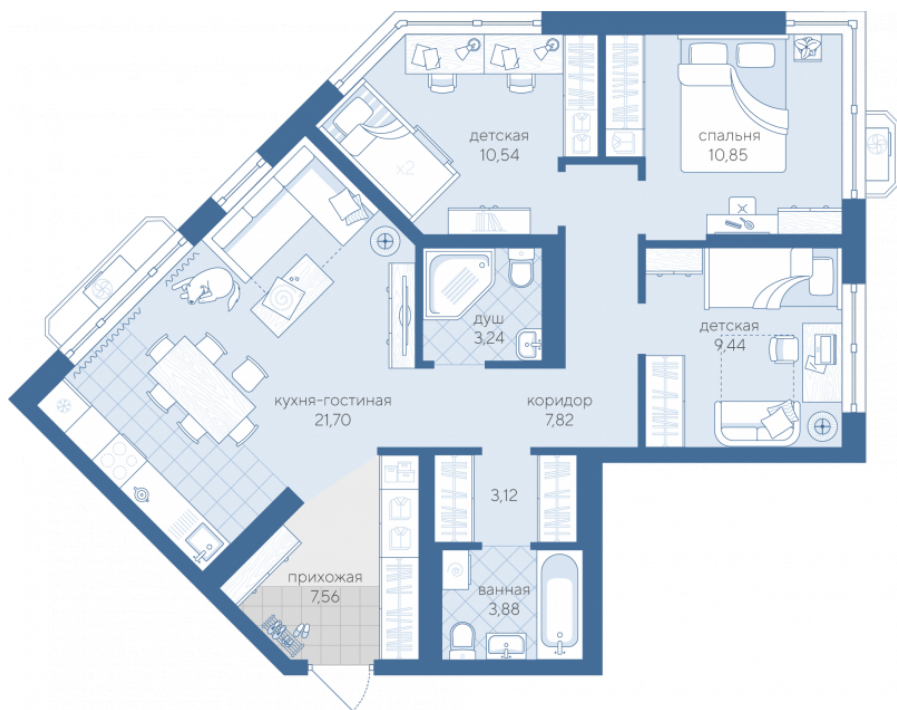 детская
10,54
спальня
10,85
x2
душ
3,24
детская
9,44
кухня-гостиная
21,70
коридор
7,82
3,12
прихожая
7,56
ванная
3,88